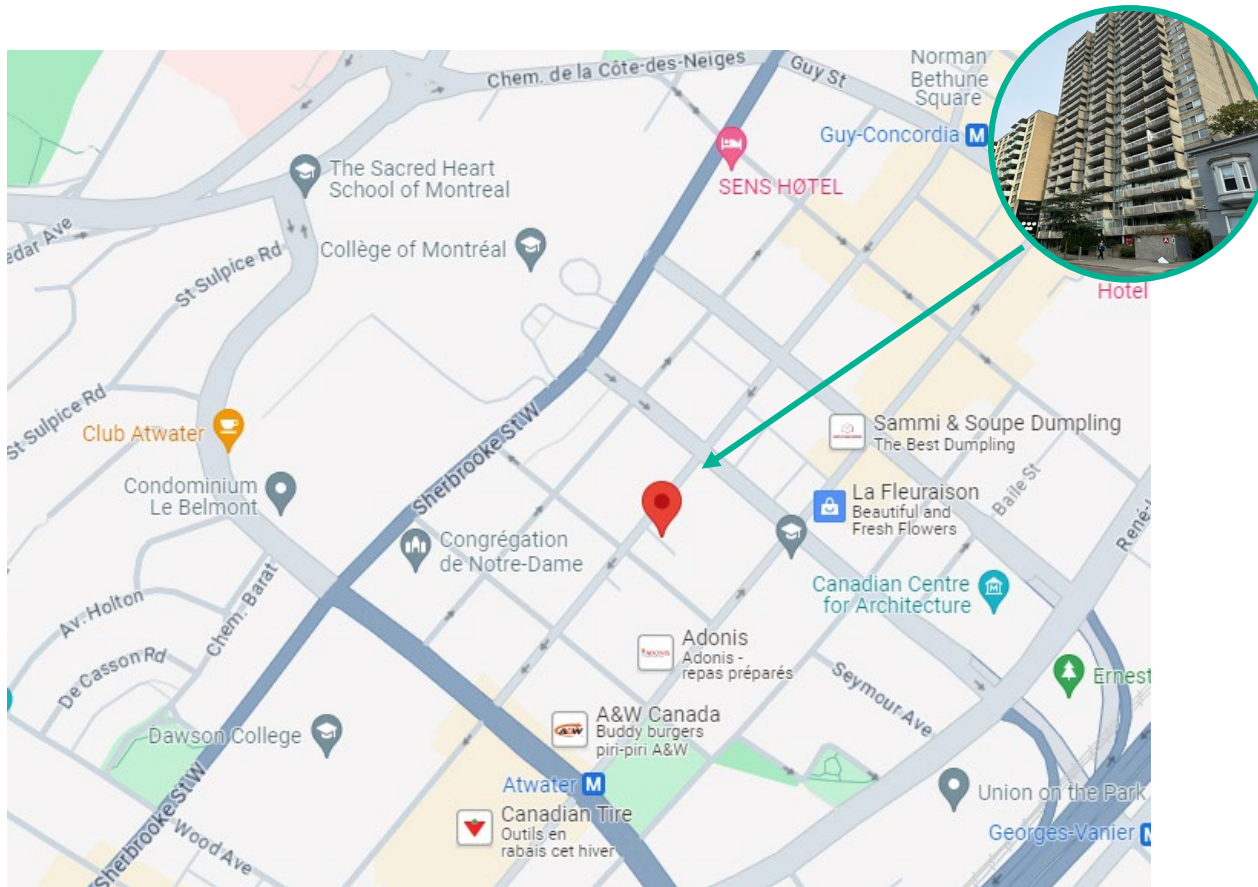 Norman
Bethune
Square
Chem. de la Côte-des-Neiges
Guy St
Guy-Concordia M
The Sacred Heart
School of Montreal
SENS HØTEL
edar Ave
St-Sulpice Rd
Collège of Montréal
Hotel
St-Sulpice Rd
Club Atwater
Sherbrooke St W
Sammi & Soupe Dumpling
The Best Dumpling
Condominium
Le Belmont
La Fleuraison
Beautiful and
Fresh Flowers
Baile St
René-L
Congrégation
de Notre-Dame
Canadian Centre
for Architecture
Av. Holton
Chem. Barat
De Casson Rd
ADONIS
Adonis
Adonis -
repas préparés
Seymour Ave
Ernest
A&W
A&W Canada
Buddy burgers
piri-piri A&W
Dawson College
Atwater M
Union on the Park
Canadian Tire
Outils en
rabais cet hiver
Georges-Vanier M
Wood Ave
Sherbrooke St W